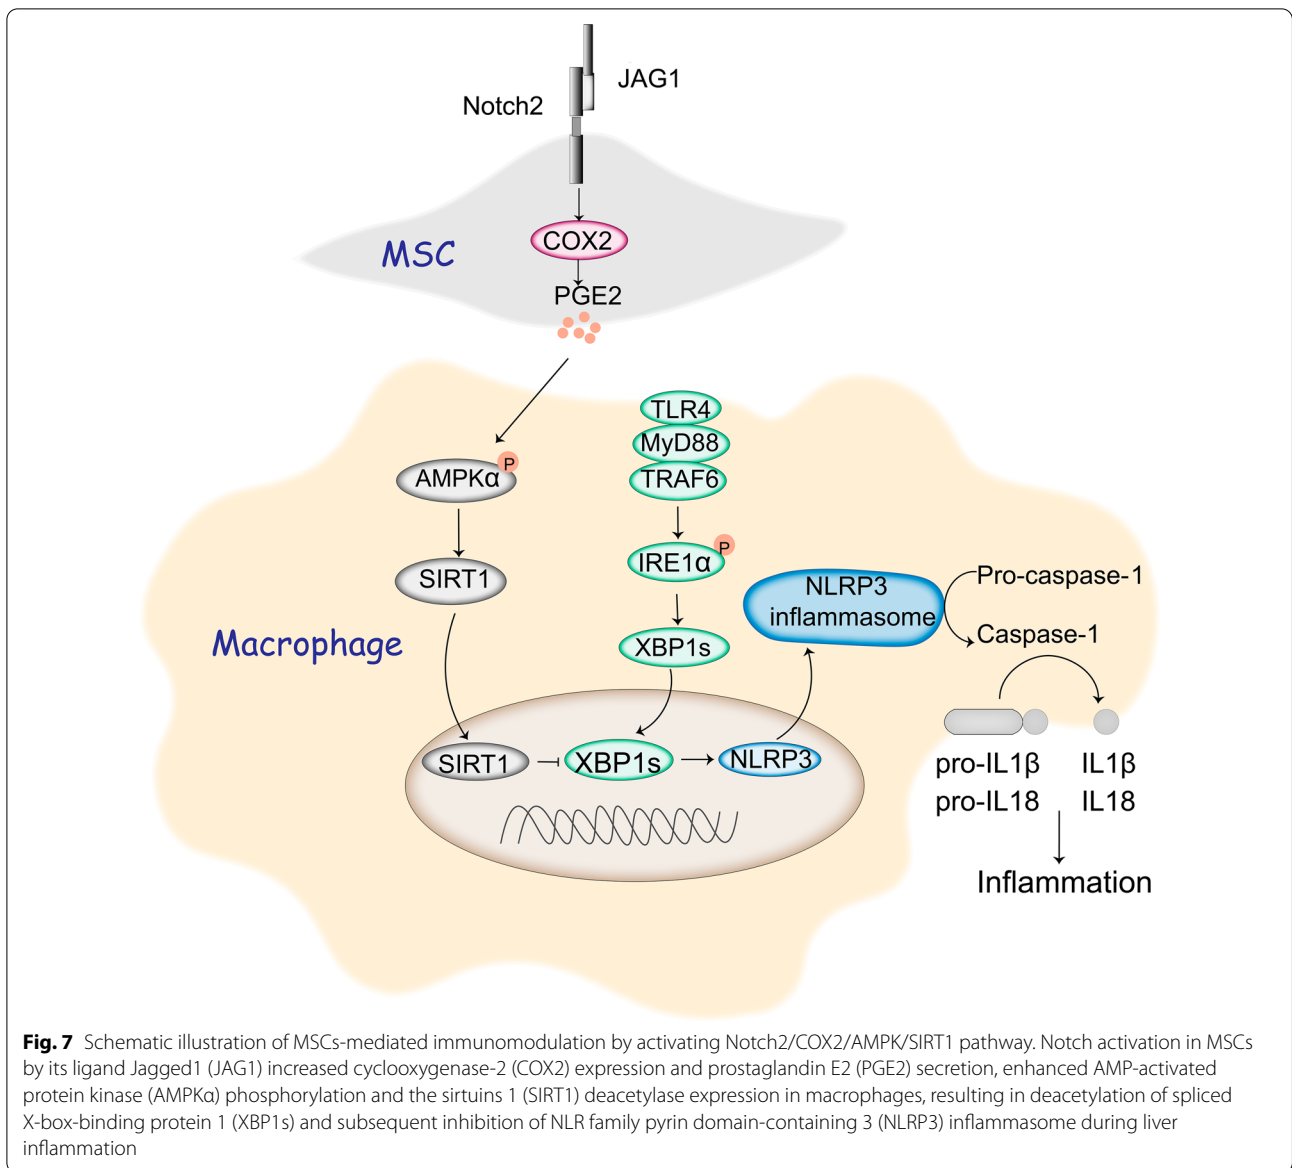 JAG1
Notch2
COX2
MSC
PGE2
TLR4
MyD88
TRAF6
P
AMPKα
P
IRE1α
SIRT1
NLRP3
inflammasome
Pro-caspase-1
Caspase-1
Macrophage
XBP1s
SIRT1
XBP1s
NLRP3
pro-IL1β IL1β
pro-IL18 IL18
Inflammation
Fig. 7 Schematic illustration of MSCs-mediated immunomodulation by activating Notch2/COX2/AMPK/SIRT1 pathway. Notch activation in MSCs
by its ligand Jagged1 (JAG1) increased cyclooxygenase-2 (COX2) expression and prostaglandin E2 (PGE2) secretion, enhanced AMP-activated
protein kinase (AMPKα) phosphorylation and the sirtuins 1 (SIRT1) deacetylase expression in macrophages, resulting in deacetylation of spliced
X-box-binding protein 1 (XBP1s) and subsequent inhibition of NLR family pyrin domain-containing 3 (NLRP3) inflammasome during liver
inflammation